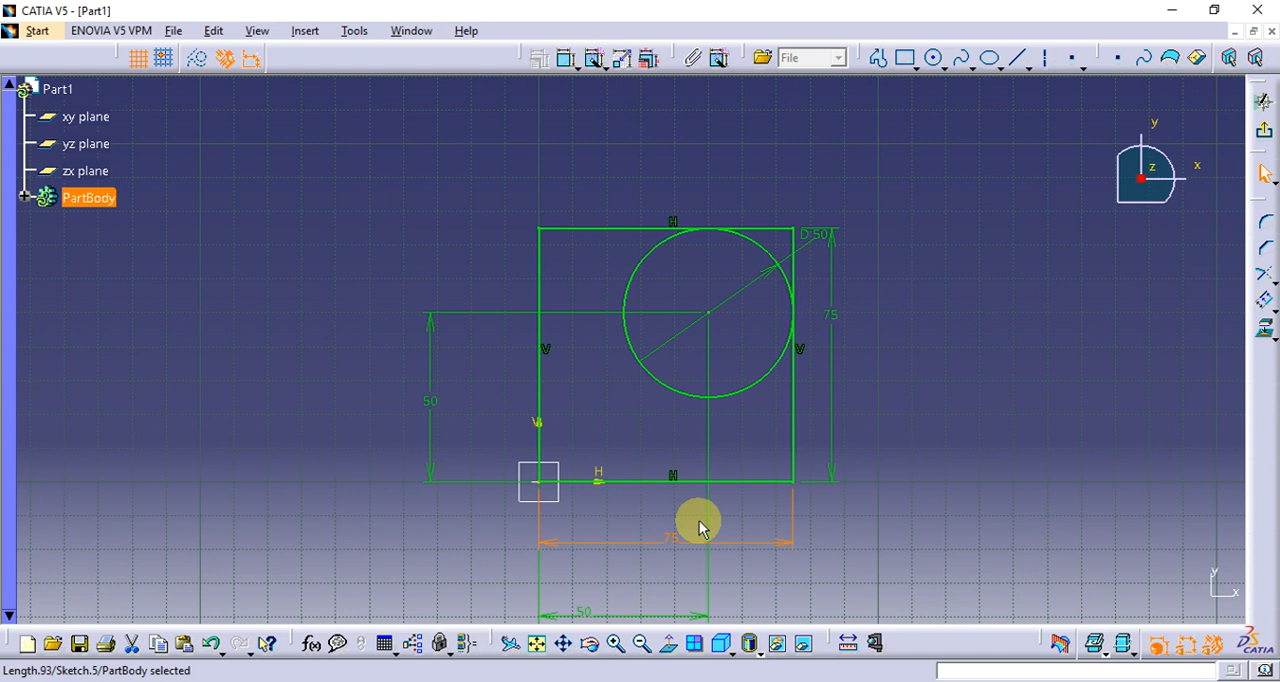 CATIA V5 - [Part1]
Start ENOVIA V5 VPM File Edit View Insert Tools Window Help
File
Part1
xy plane
yz plane
zx plane
PartBody
y
z x
H
D 50
75
V V
50
V
H H
75
50
y
x
f(x)
CATIA
Length.93/Sketch.5/PartBody selected